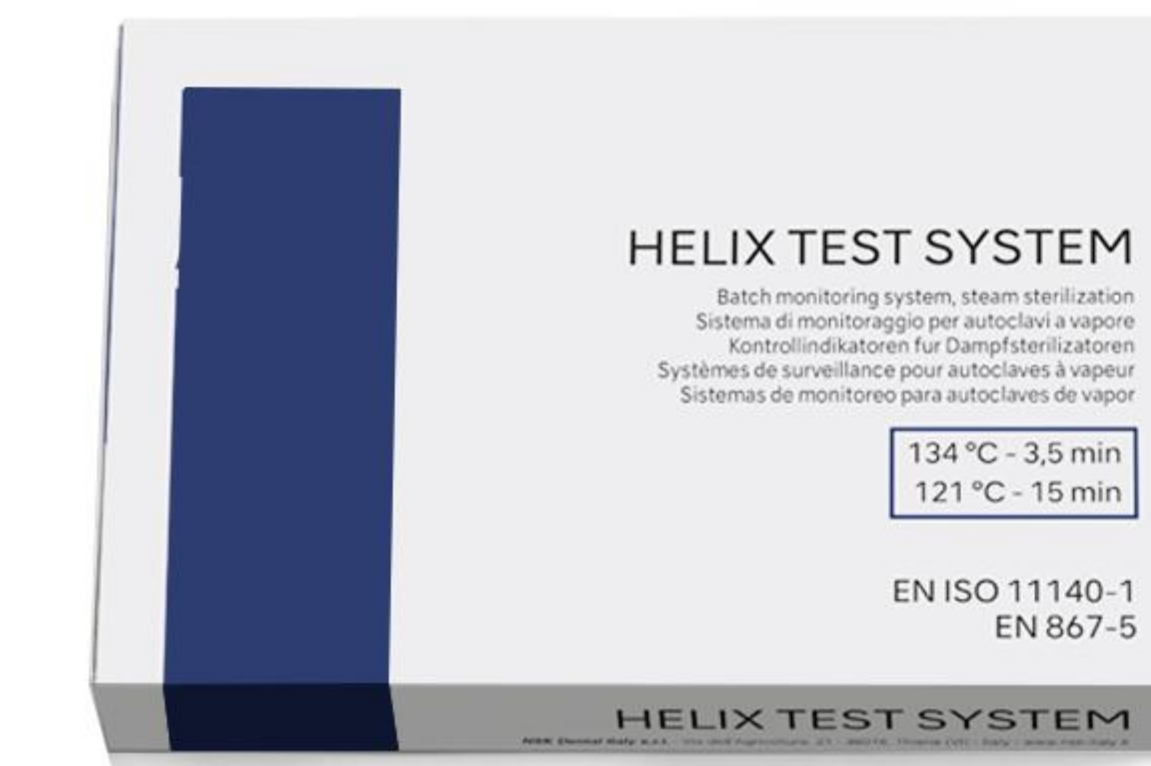 HELIX TEST SYSTEM
Batch monitoring system, steam sterilization
Sistema di monitoraggio per autoclavi a vapore
Kontrollindikatoren fur Dampfsterilizatoren
Systèmes de surveillance pour autoclaves à vapeur
Sistemas de monitoreo para autoclaves de vapor
134 °C - 3,5 min
121 °C - 15 min
EN ISO 11140-1
EN 867-5
HELIX TEST SYSTEM
Dental Italy s.r.l.